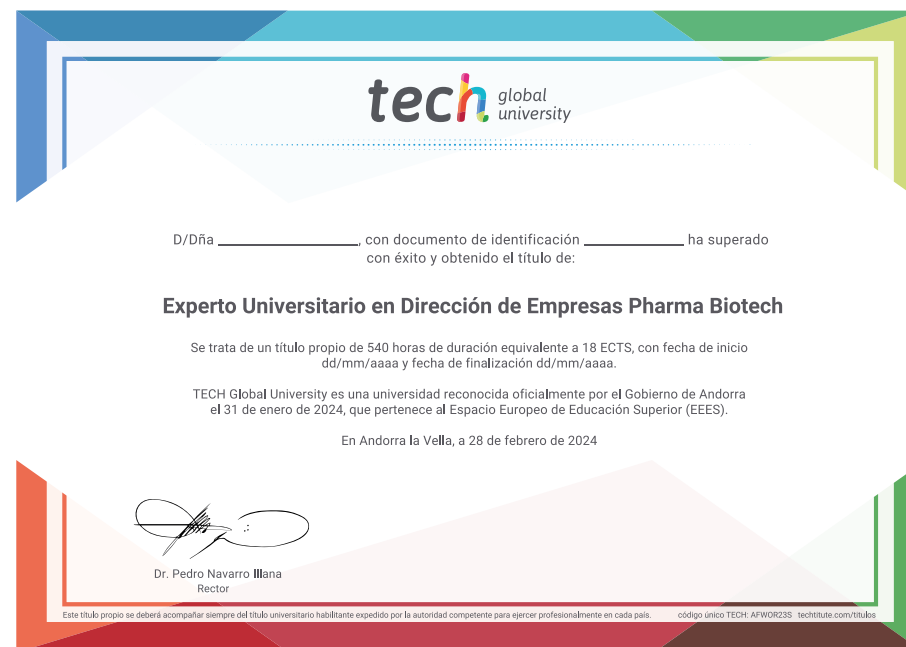 tech global university
D/Dña ______________, con documento de identificación __________ ha superado
con éxito y obtenido el título de:
Experto Universitario en Dirección de Empresas Pharma Biotech
Se trata de un título propio de 540 horas de duración equivalente a 18 ECTS, con fecha de inicio
dd/mm/aaaa y fecha de finalización dd/mm/aaaa.
TECH Global University es una universidad reconocida oficialmente por el Gobierno de Andorra
el 31 de enero de 2024, que pertenece al Espacio Europeo de Educación Superior (EEES).
En Andorra la Vella, a 28 de febrero de 2024
Dr. Pedro Navarro Illana
Rector
Este título propio se deberá acompañar siempre del título universitario habilitante expedido por la autoridad competente para ejercer profesionalmente en cada país. código único TECH: AFWOR23S techtitute.com/titulos